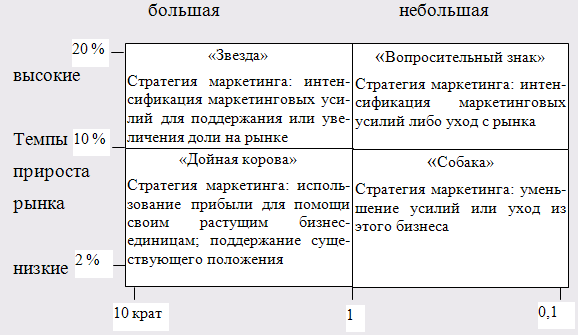 большая небольшая
20 %
высокие
Темпы 10 %
прироста
рынка
2 %
низкие
«Звезда»
Стратегия маркетинга: интен-
сификация маркетинговых уси-
лий для поддержания или уве-
личения доли на рынке
«Вопросительный знак»
Стратегия маркетинга: интен-
сификация маркетинговых
усилий либо уход с рынка
«Дойная корова»
Стратегия маркетинга: исполь-
зование прибыли для помощи
своим растущим бизнес-
единицам; поддержание суще-
ствующего положения
«Собака»
Стратегия маркетинга: умень-
шение усилий или уход из
этого бизнеса
10 крат 1 0,1